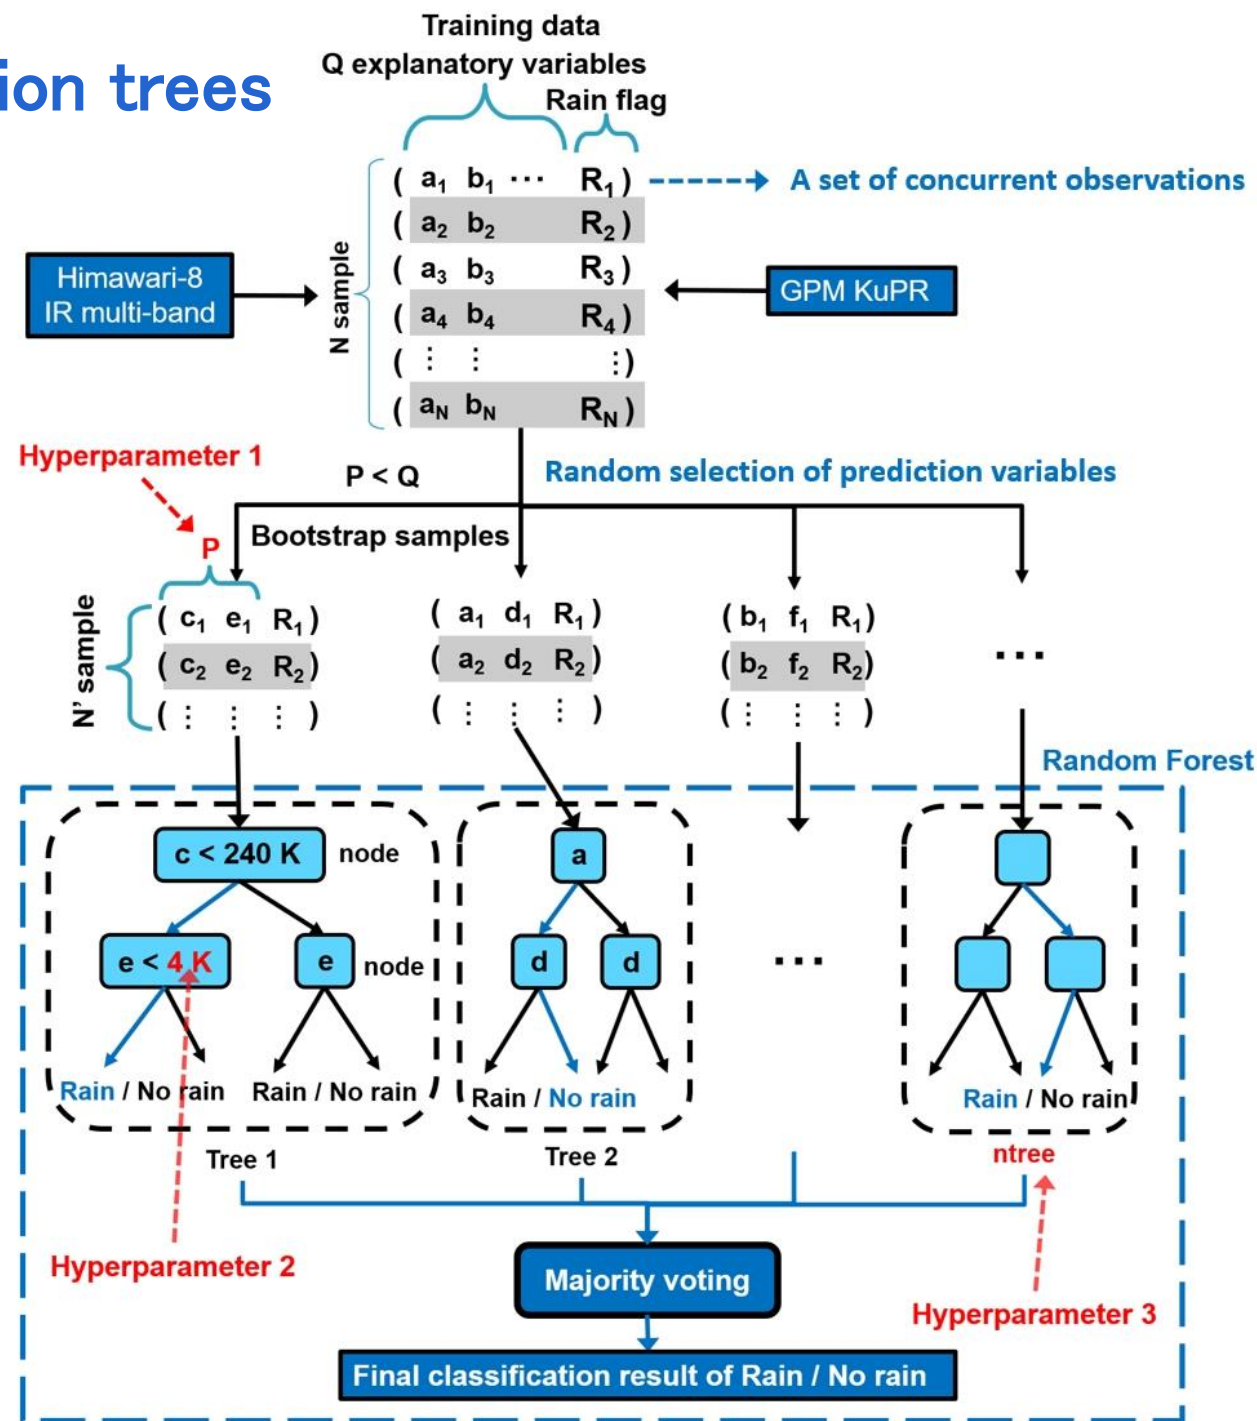 Training data
ion trees
Q explanatory variables
Rain flag
( a₁ b₁ ⋯ R₁ )
A set of concurrent observations
( a₂ b₂ R₂ )
Himawari-8
IR multi-band
N sample
( a₃ b₃ R₃ )
GPM KuPR
( a₄ b₄ R₄ )
( ⋮ ⋮ ⋮ )
( a_N b_N R_N )
Hyperparameter 1
P < Q
Random selection of prediction variables
P
Bootstrap samples
N' sample
( c₁ e₁ R₁ )
( c₂ e₂ R₂ )
( ⋮ ⋮ ⋮ )
( a₁ d₁ R₁ )
( a₂ d₂ R₂ )
( ⋮ ⋮ ⋮ )
( b₁ f₁ R₁ )
( b₂ f₂ R₂ )
( ⋮ ⋮ ⋮ )
...
Random Forest
c < 240 K
node
e < 4 K
e
node
Rain / No rain
Rain / No rain
a
d
d
Rain / No rain
...
Rain / No rain
Tree 1
Tree 2
ntree
Hyperparameter 2
Majority voting
Hyperparameter 3
Final classification result of Rain / No rain